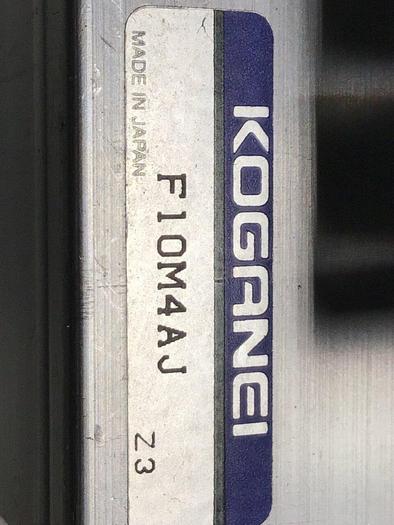 KOGANEI
F10M4AJ
MADE IN JAPAN
Z3